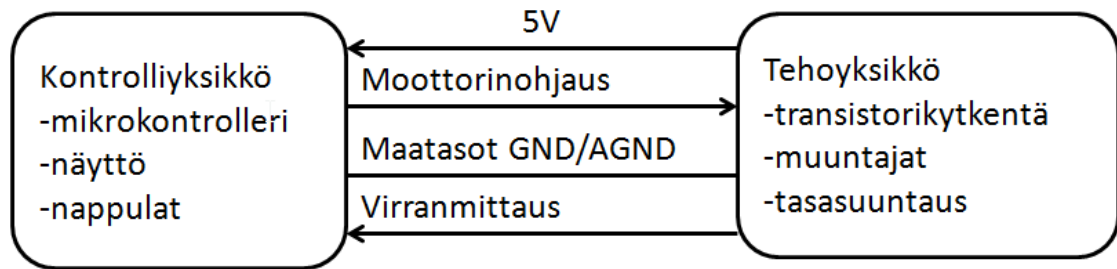 Kontrolliyksikkö
-mikrokontrolleri
-näyttö
-nappulat
5V
Moottorinohjaus
Maatasot GND/AGND
Virranmittaus
Tehoyksikkö
-transistorikytkentä
-muuntajat
-tasasuuntaus